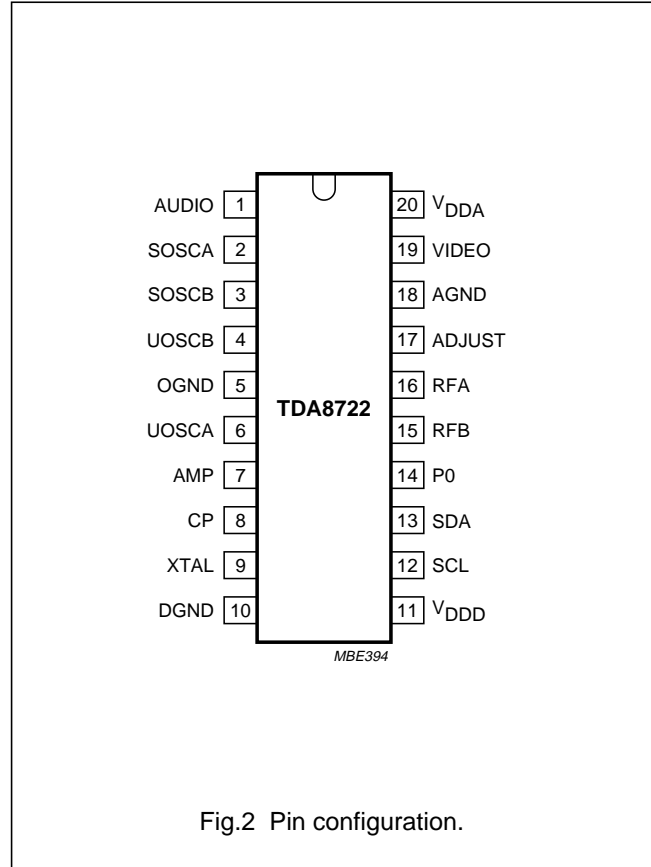 AUDIO 1
SOSCA 2
SOSCB 3
UOSCB 4
OGND 5
UOSCA 6
AMP 7
CP 8
XTAL 9
DGND 10
TDA8722
20 VDDA
19 VIDEO
18 AGND
17 ADJUST
16 RFA
15 RFB
14 P0
13 SDA
12 SCL
11 VDDD
MBE394
Fig.2 Pin configuration.